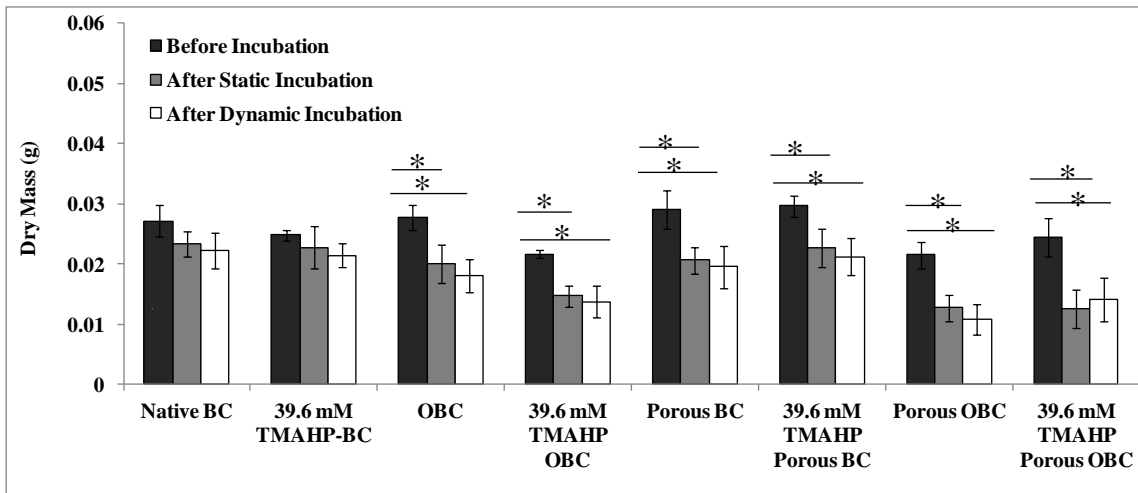 0.06
0.05
0.04
0.03
0.02
0.01
0
Dry Mass (g)
Before Incubation
After Static Incubation
After Dynamic Incubation
*
*
*
*
*
*
*
*
*
*
*
*
Native BC
39.6 mM
TMAHP-BC
OBC
39.6 mM
TMAHP
OBC
Porous BC
39.6 mM
TMAHP
Porous BC
Porous OBC
39.6 mM
TMAHP
Porous OBC